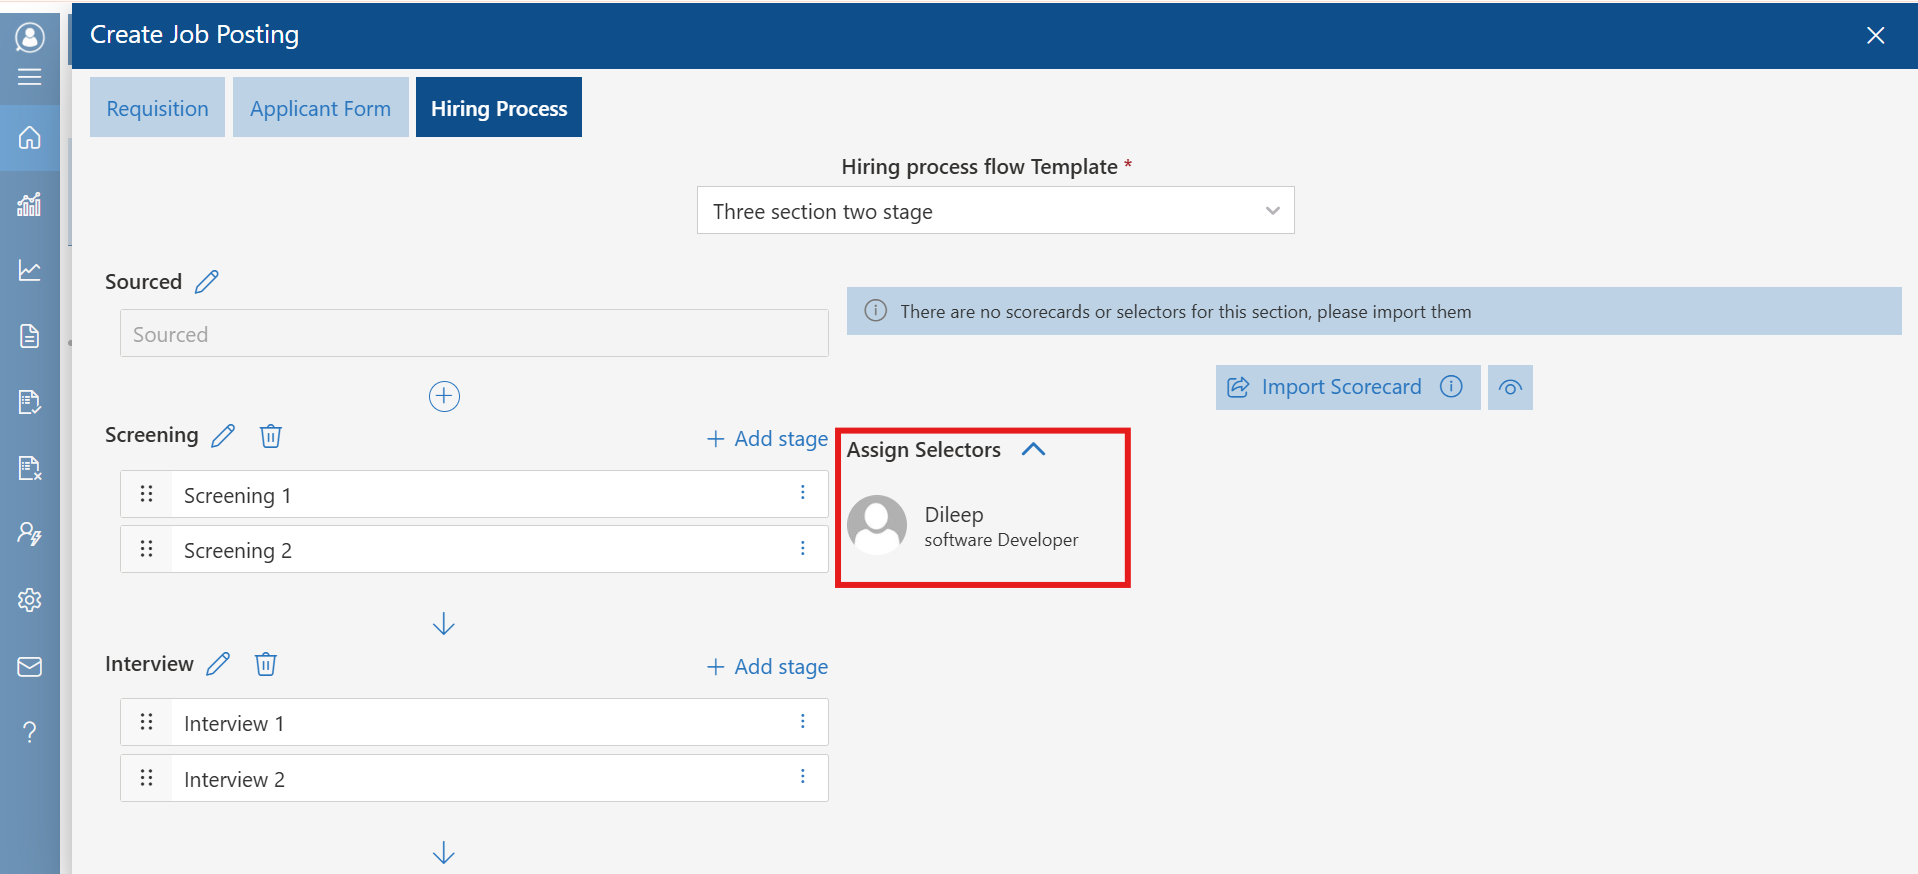 Create Job Posting
Requisition
Applicant Form
Hiring Process
Hiring process flow Template *
Three section two stage
Sourced
Sourced
There are no scorecards or selectors for this section, please import them
Import Scorecard
Screening
+ Add stage
Screening 1
Screening 2
Assign Selectors
Dileep
software Developer
Interview
+ Add stage
Interview 1
Interview 2